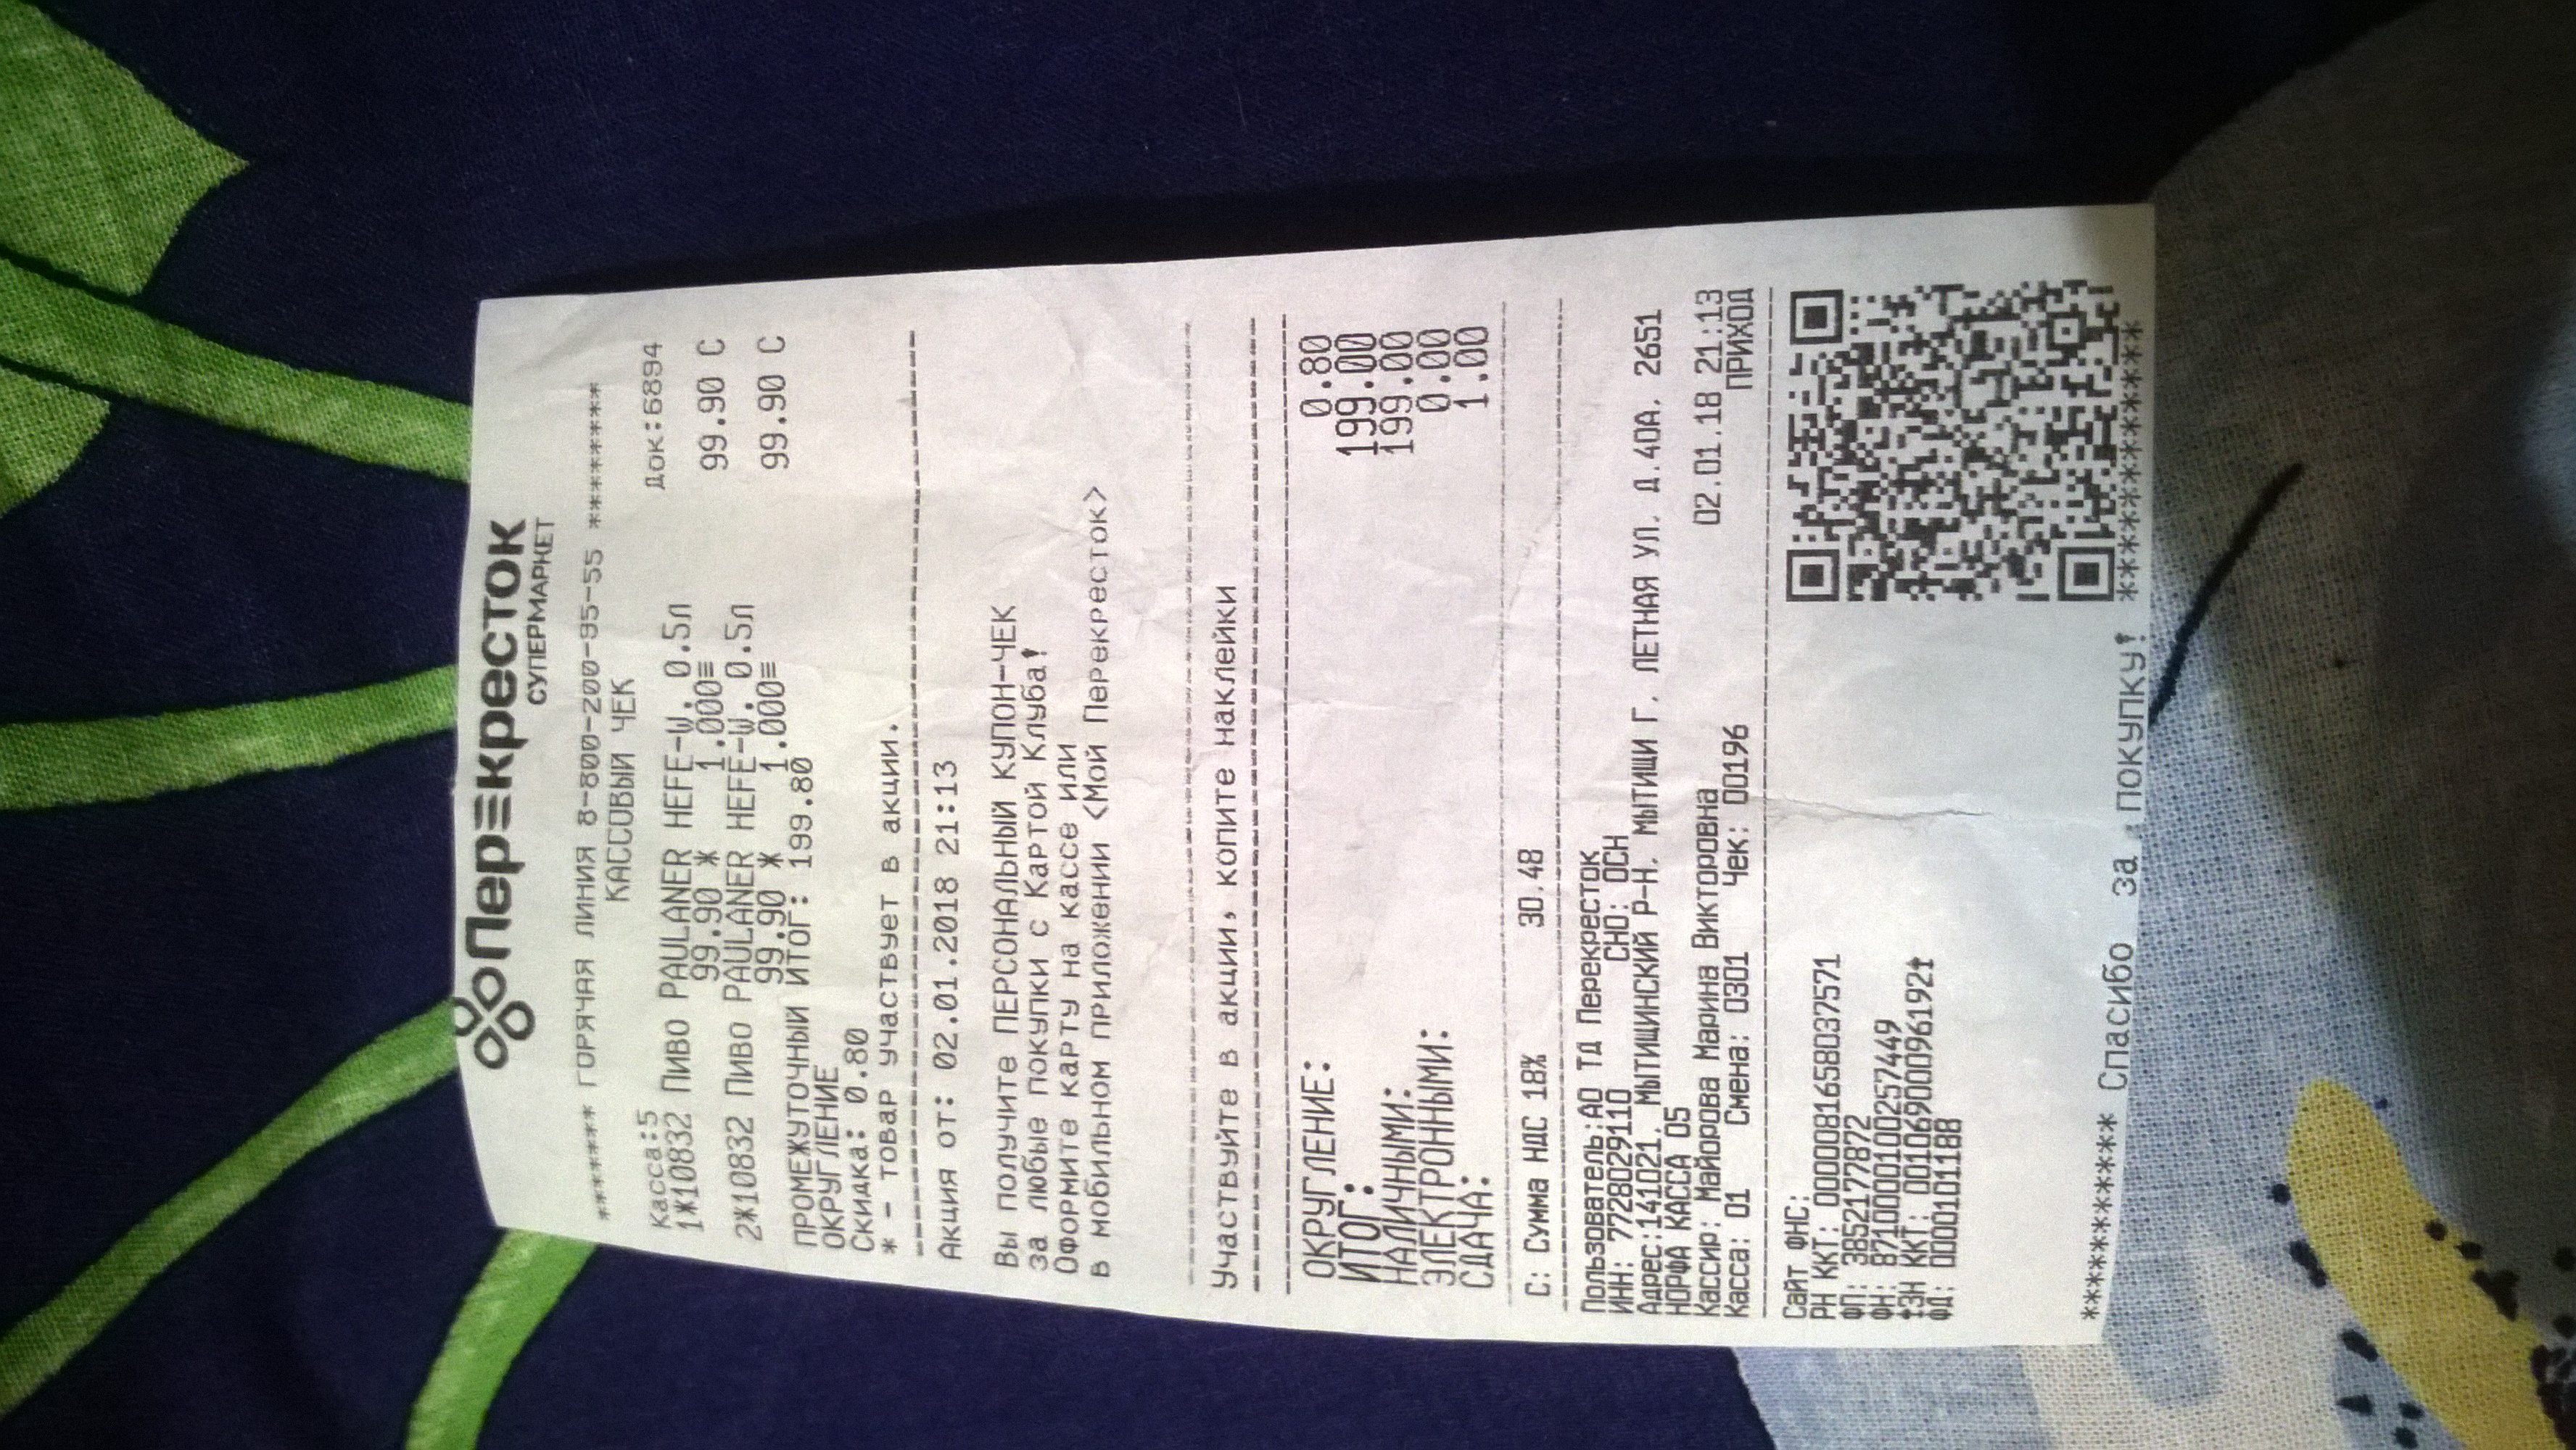 Перекресток
СУПЕРМАРКЕТ
******* ГОРЯЧАЯ ЛИНИЯ 8-800-200-95-55 *******
КАССОВЫЙ ЧЕК
Касса:5 Док:6894
1*10832 ПИВО PAULANER HEFE-W. 0.5л
99.90 * 1.000= 99.90 С
2*10832 ПИВО PAULANER HEFE-W. 0.5л
99.90 * 1.000= 99.90 С
ПРОМЕЖУТОЧНЫЙ ИТОГ: 199.80
ОКРУГЛЕНИЕ
Скидка: 0.80
* - товар участвует в акции.
Акция от: 02.01.2018 21:13
Вы получите ПЕРСОНАЛЬНЫЙ КУПОН-ЧЕК
за любые покупки с Картой Клуба!
Оформите карту на кассе или
в мобильном приложении <Мой Перекресток>
Участвуйте в акции, копите наклейки
ОКРУГЛЕНИЕ: 0.80
ИТОГ: 199.00
НАЛИЧНЫМИ: 199.00
ЭЛЕКТРОННЫМИ: 0.00
СДАЧА: 1.00
С: Сумма НДС 18% 30.48
Пользователь:АО ТД Перекресток
ИНН: 7728029110 СНО: ОСН
Адрес:141021, МЫТИЩИНСКИЙ Р-Н, МЫТИЩИ Г, ЛЕТНАЯ УЛ, Д.40А, 2651
НОРФА КАССА 05
Кассир: Майорова Марина Викторовна 02.01.18 21:13
Касса: 01 Смена: 0301 Чек: 00196 ПРИХОД
Сайт ФНС:
РН ККТ: 0000816580037571
ФП: 3852177872
ФН: 8710000100257449
↑ЗН ККТ: 00106900096192↑
ФД: 0000101188
********** Спасибо за покупку! **************